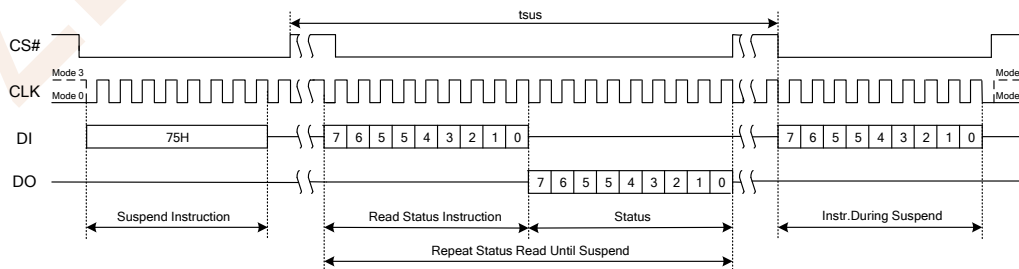 tsus
CS#
Mode 3
CLK
Mode 0
Mode
Mode
DI
75H
7 6 5 5 4 3 2 1 0
7 6 5 5 4 3 2 1 0
DO
7 6 5 5 4 3 2 1 0
Suspend Instruction
Read Status Instruction
Status
Instr.During Suspend
Repeat Status Read Until Suspend